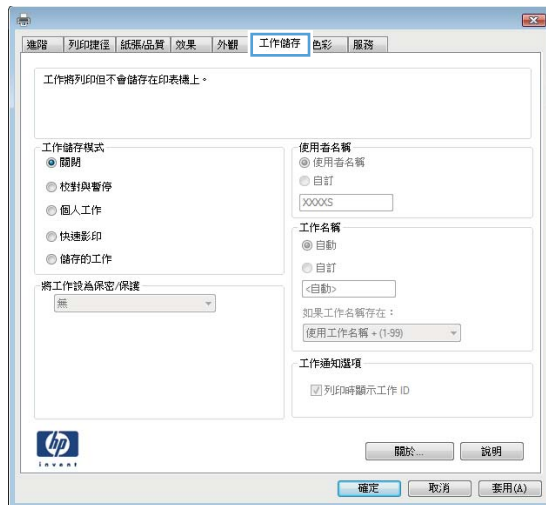 進階 列印捷徑 紙張/品質 效果 外觀 工作儲存 色彩 服務
工作將列印但不會儲存在印表機上。
工作儲存模式
關閉
校對與暫停
個人工作
快速影印
儲存的工作
將工作設為保密/保護
無
使用者名稱
使用者名稱
自訂
XXXXS
工作名稱
自動
自訂
<自動>
如果工作名稱存在：
使用工作名稱 + (1-99)
工作通知選項
列印時顯示工作 ID
hp
invent
關於... 說明
確定 取消 套用(A)